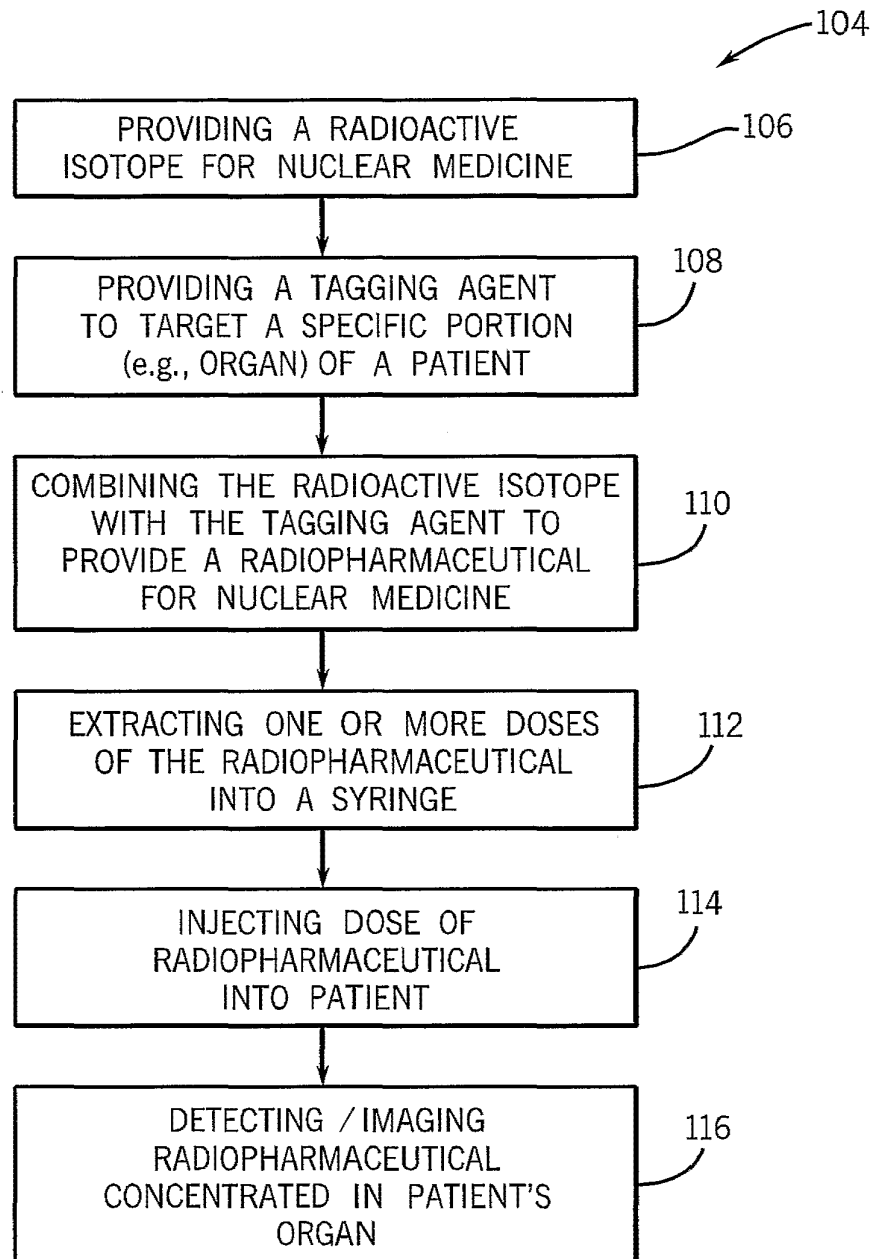 104
PROVIDING A RADIOACTIVE
ISOTOPE FOR NUCLEAR MEDICINE
106
PROVIDING A TAGGING AGENT
TO TARGET A SPECIFIC PORTION
(e.g., ORGAN) OF A PATIENT
108
COMBINING THE RADIOACTIVE ISOTOPE
WITH THE TAGGING AGENT TO
PROVIDE A RADIOPHARMACEUTICAL
FOR NUCLEAR MEDICINE
110
EXTRACTING ONE OR MORE DOSES
OF THE RADIOPHARMACEUTICAL
INTO A SYRINGE
112
INJECTING DOSE OF
RADIOPHARMACEUTICAL
INTO PATIENT
114
DETECTING / IMAGING
RADIOPHARMACEUTICAL
CONCENTRATED IN PATIENT'S
ORGAN
116